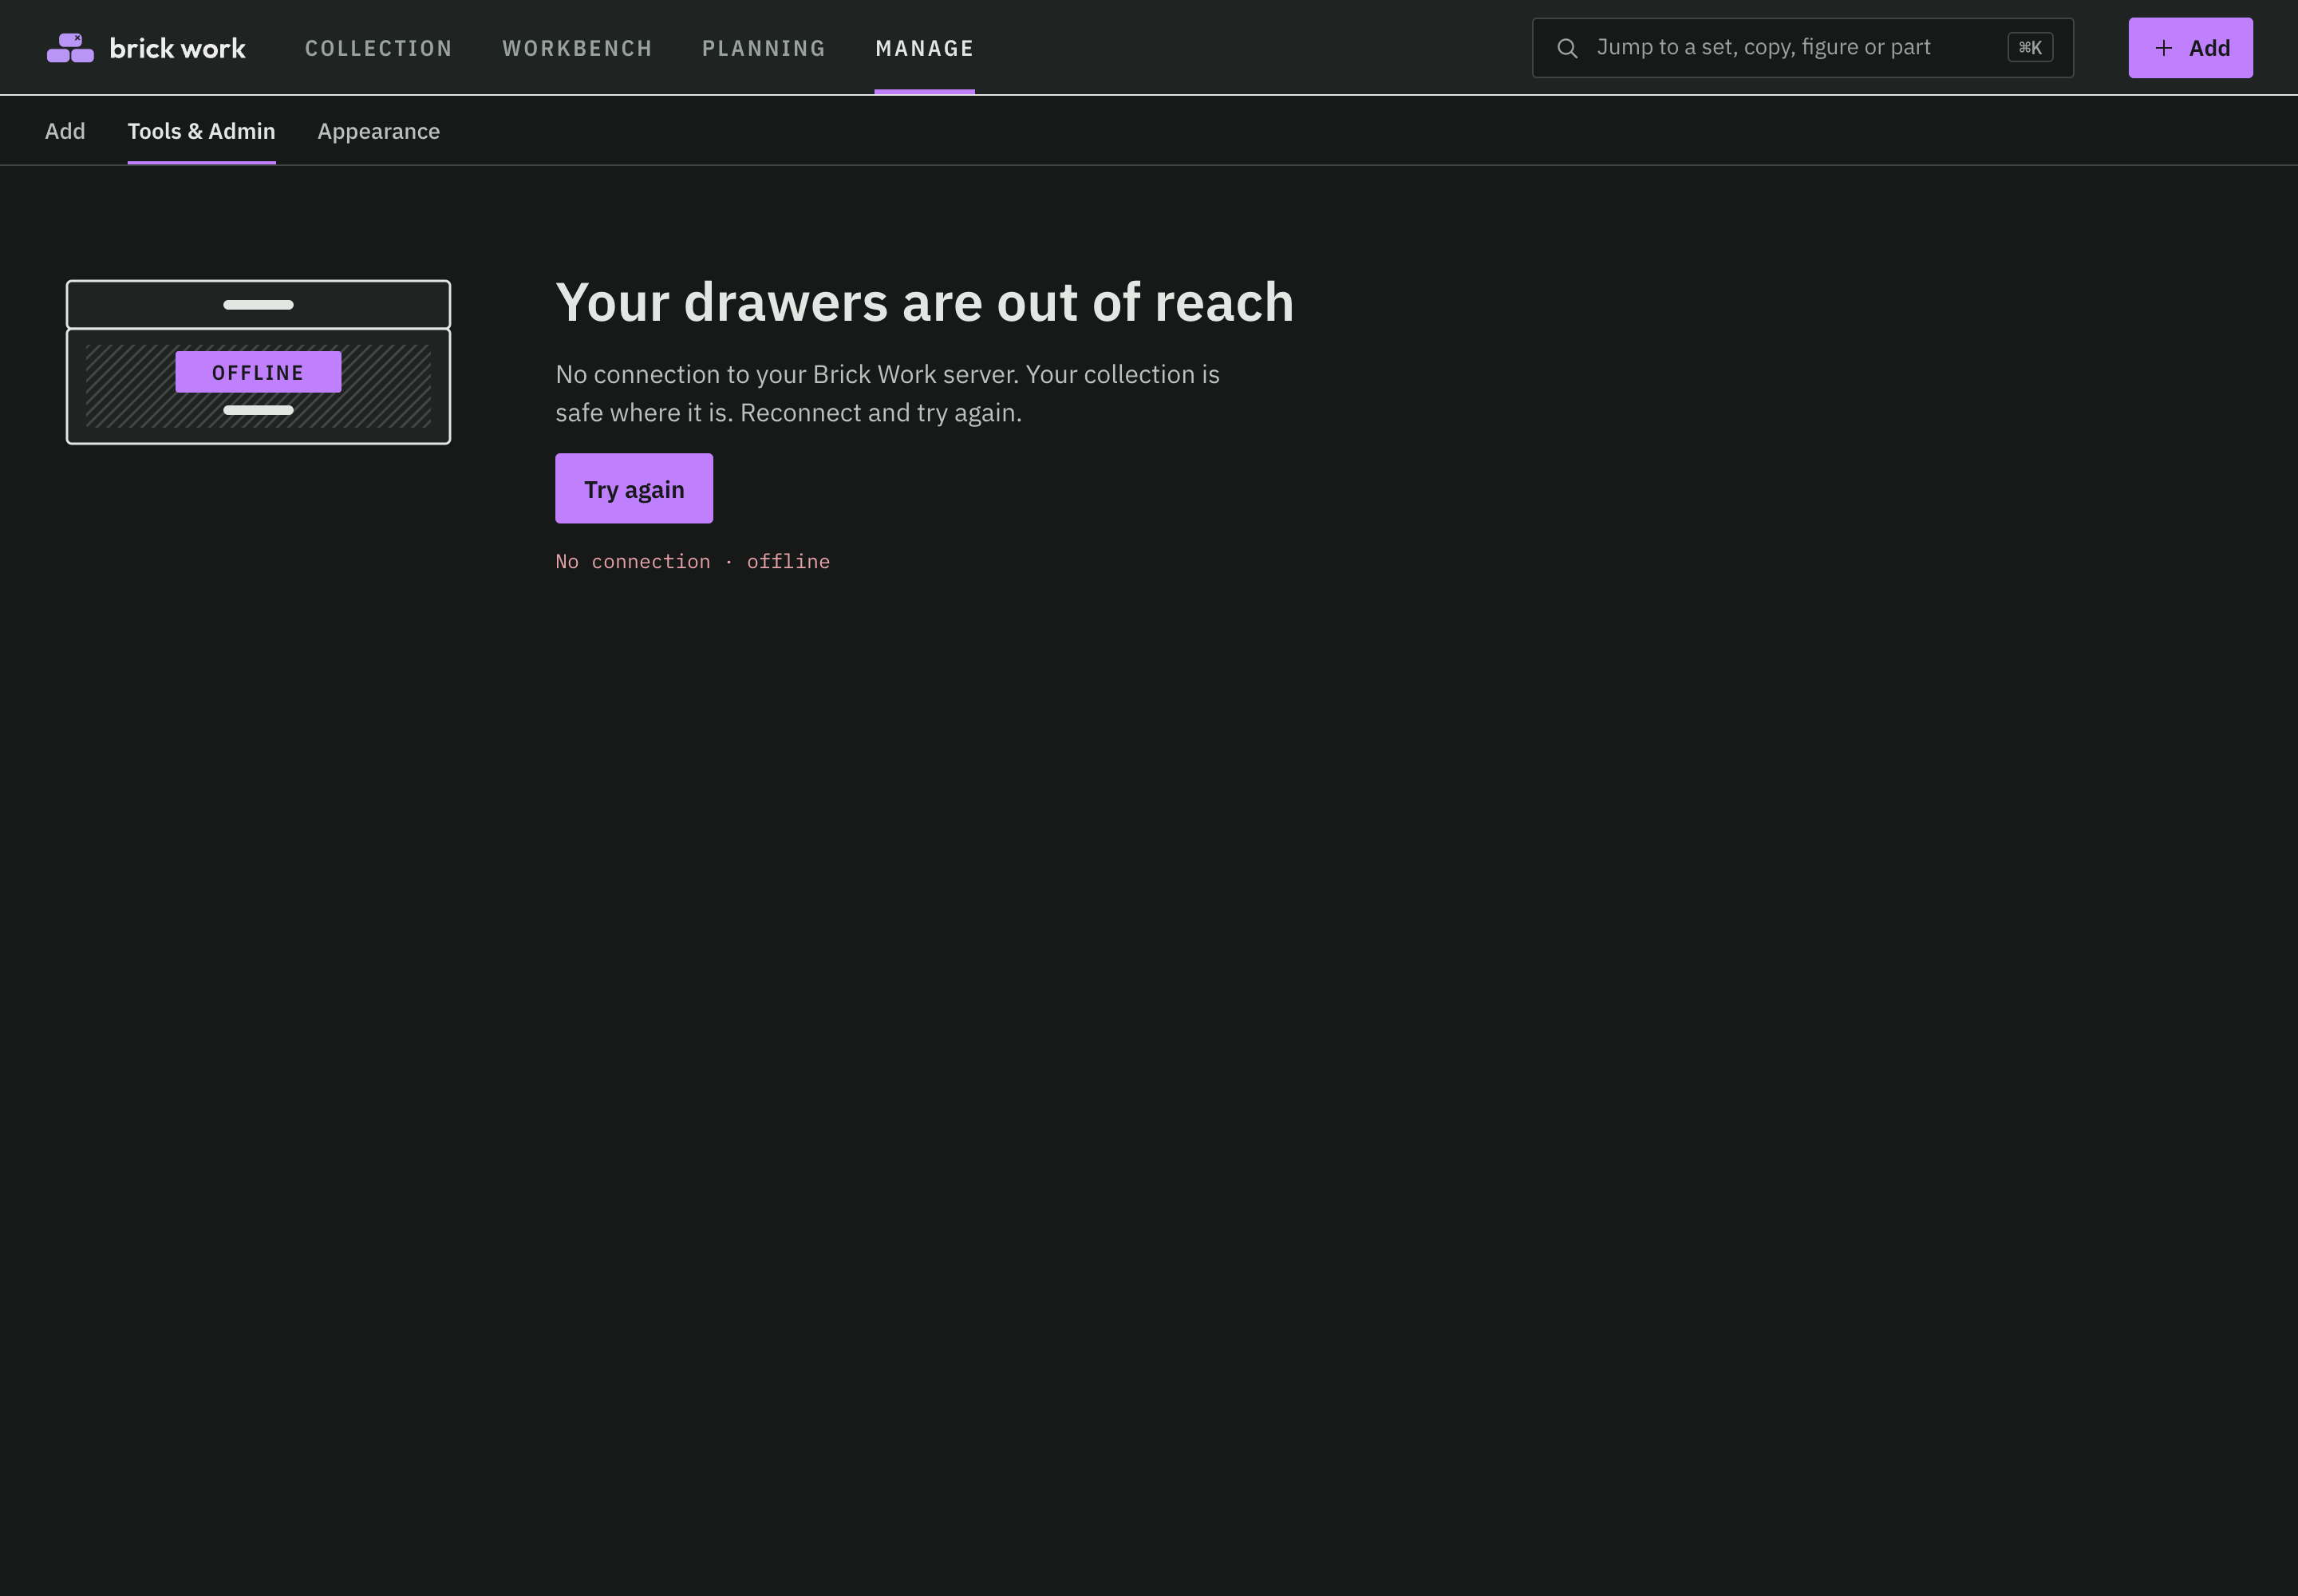 brick work
COLLECTION
WORKBENCH
PLANNING
MANAGE
Jump to a set, copy, figure or part
⌘K
+ Add
Add
Tools & Admin
Appearance
OFFLINE
Your drawers are out of reach
No connection to your Brick Work server. Your collection is
safe where it is. Reconnect and try again.
Try again
No connection · offline